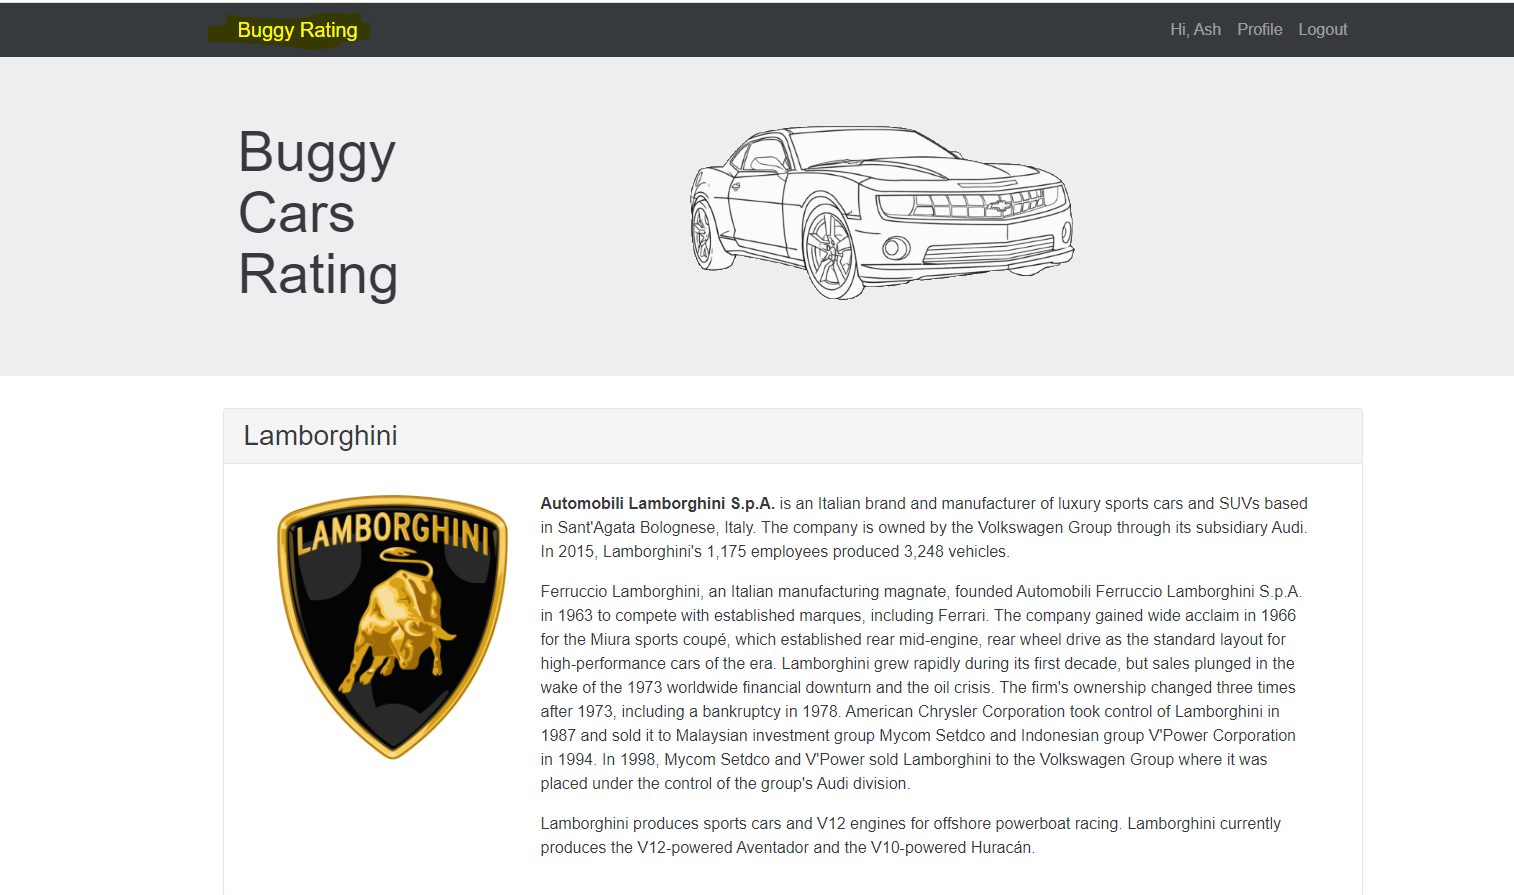 Buggy Rating
Hi, Ash Profile Logout
Buggy
Cars
Rating
Lamborghini
LAMBORGHINI
Automobili Lamborghini S.p.A. is an Italian brand and manufacturer of luxury sports cars and SUVs based
in Sant'Agata Bolognese, Italy. The company is owned by the Volkswagen Group through its subsidiary Audi.
In 2015, Lamborghini's 1,175 employees produced 3,248 vehicles.
Ferruccio Lamborghini, an Italian manufacturing magnate, founded Automobili Ferruccio Lamborghini S.p.A.
in 1963 to compete with established marques, including Ferrari. The company gained wide acclaim in 1966
for the Miura sports coupé, which established rear mid-engine, rear wheel drive as the standard layout for
high-performance cars of the era. Lamborghini grew rapidly during its first decade, but sales plunged in the
wake of the 1973 worldwide financial downturn and the oil crisis. The firm's ownership changed three times
after 1973, including a bankruptcy in 1978. American Chrysler Corporation took control of Lamborghini in
1987 and sold it to Malaysian investment group Mycom Setdco and Indonesian group V'Power Corporation
in 1994. In 1998, Mycom Setdco and V'Power sold Lamborghini to the Volkswagen Group where it was
placed under the control of the group's Audi division.
Lamborghini produces sports cars and V12 engines for offshore powerboat racing. Lamborghini currently
produces the V12-powered Aventador and the V10-powered Huracán.